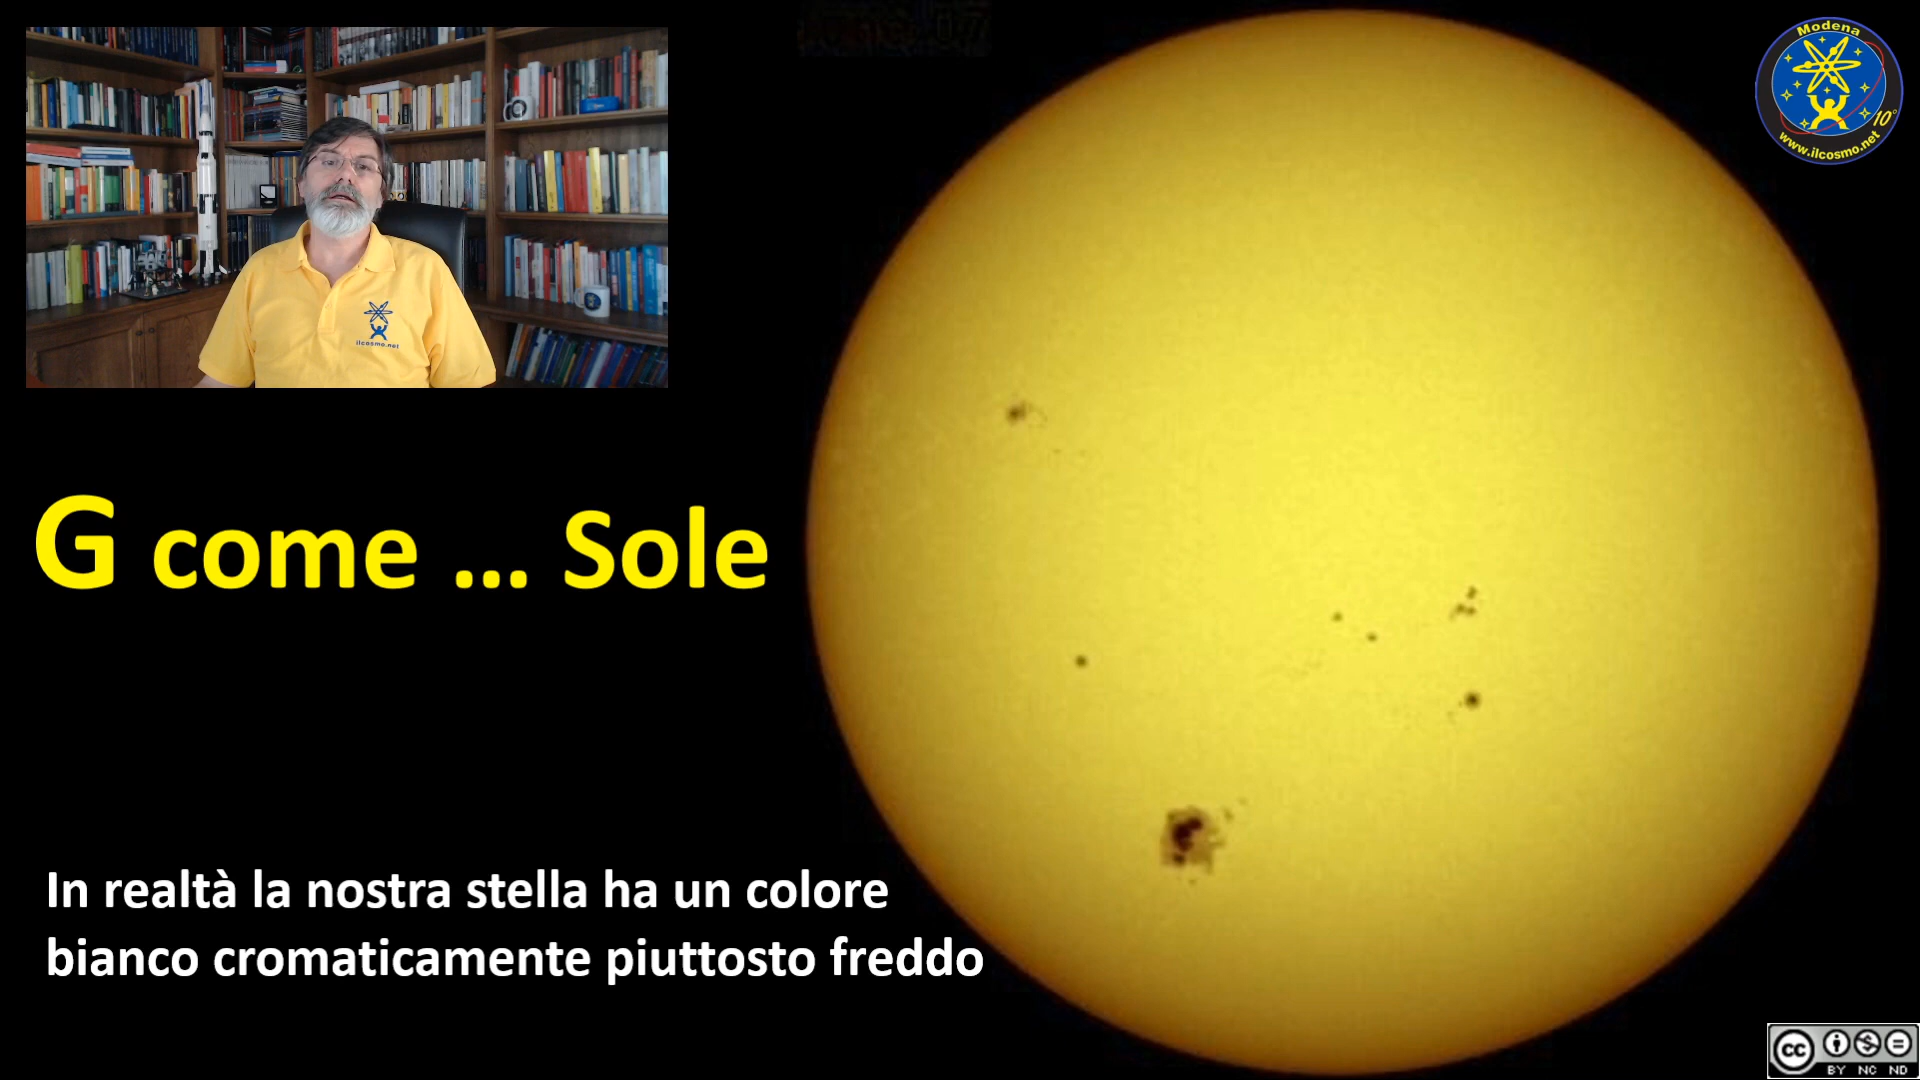 Modena
10°
www.ilcosmo.net
ilcosmo.net
G come ... Sole
In realtà la nostra stella ha un colore
bianco cromaticamente piuttosto freddo
cc
BY NC ND